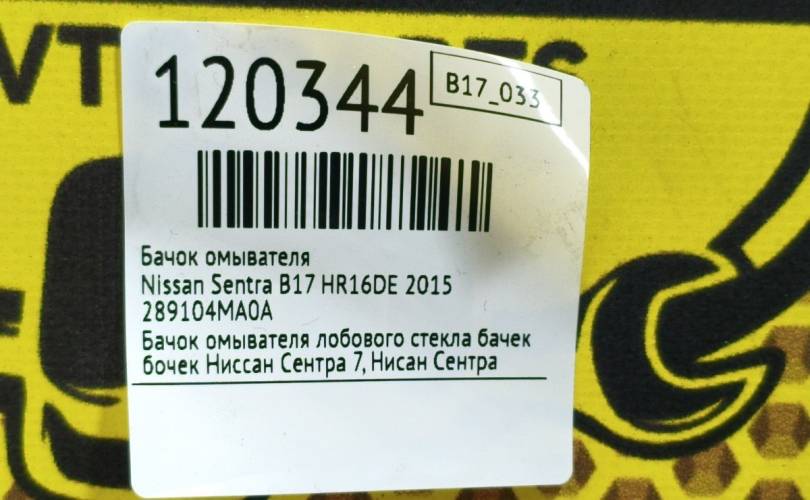 120344
B17_033
Бачок омывателя
Nissan Sentra B17 HR16DE 2015
289104MA0A
Бачок омывателя лобового стекла бачек
бочек Ниссан Сентра 7, Нисан Сентра